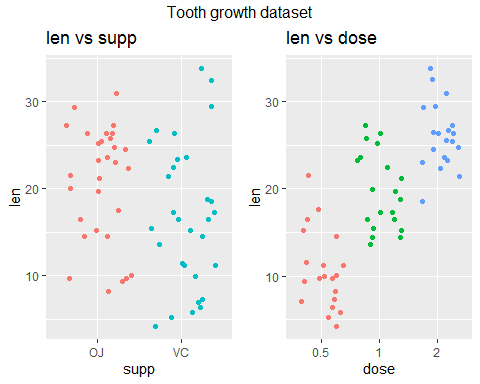 Tooth growth dataset
len vs supp
len vs dose
len
30
20
10
OJ
VC
supp
len
30
20
10
0.5
1
2
dose